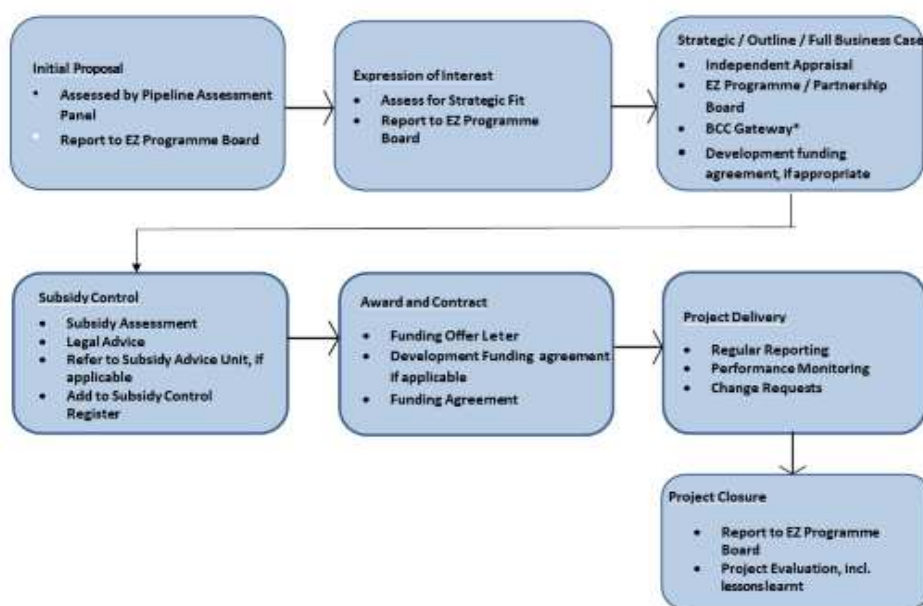 Initial Proposal
• Assessed by Pipeline Assessment
Panel
• Report to EZ Programme Board
Expression of Interest
• Assess for Strategic Fit
• Report to EZ Programme
Board
Strategic / Outline / Full Business Case
• Independent Appraisal
• EZ Programme / Partnership
Board
• BCC Gateway*
• Development funding
agreement, if appropriate
Subsidy Control
• Subsidy Assessment
• Legal Advice
• Refer to Subsidy Advice Unit, if
applicable
• Add to Subsidy Control
Register
Award and Contract
• Funding Offer Leter
• Development Funding agreement
if applicable
• Funding Agreement
Project Delivery
• Regular Reporting
• Performance Monitoring
• Change Requests
Project Closure
• Report to EZ Programme
Board
• Project Evaluation, incl.
lessonslearnt